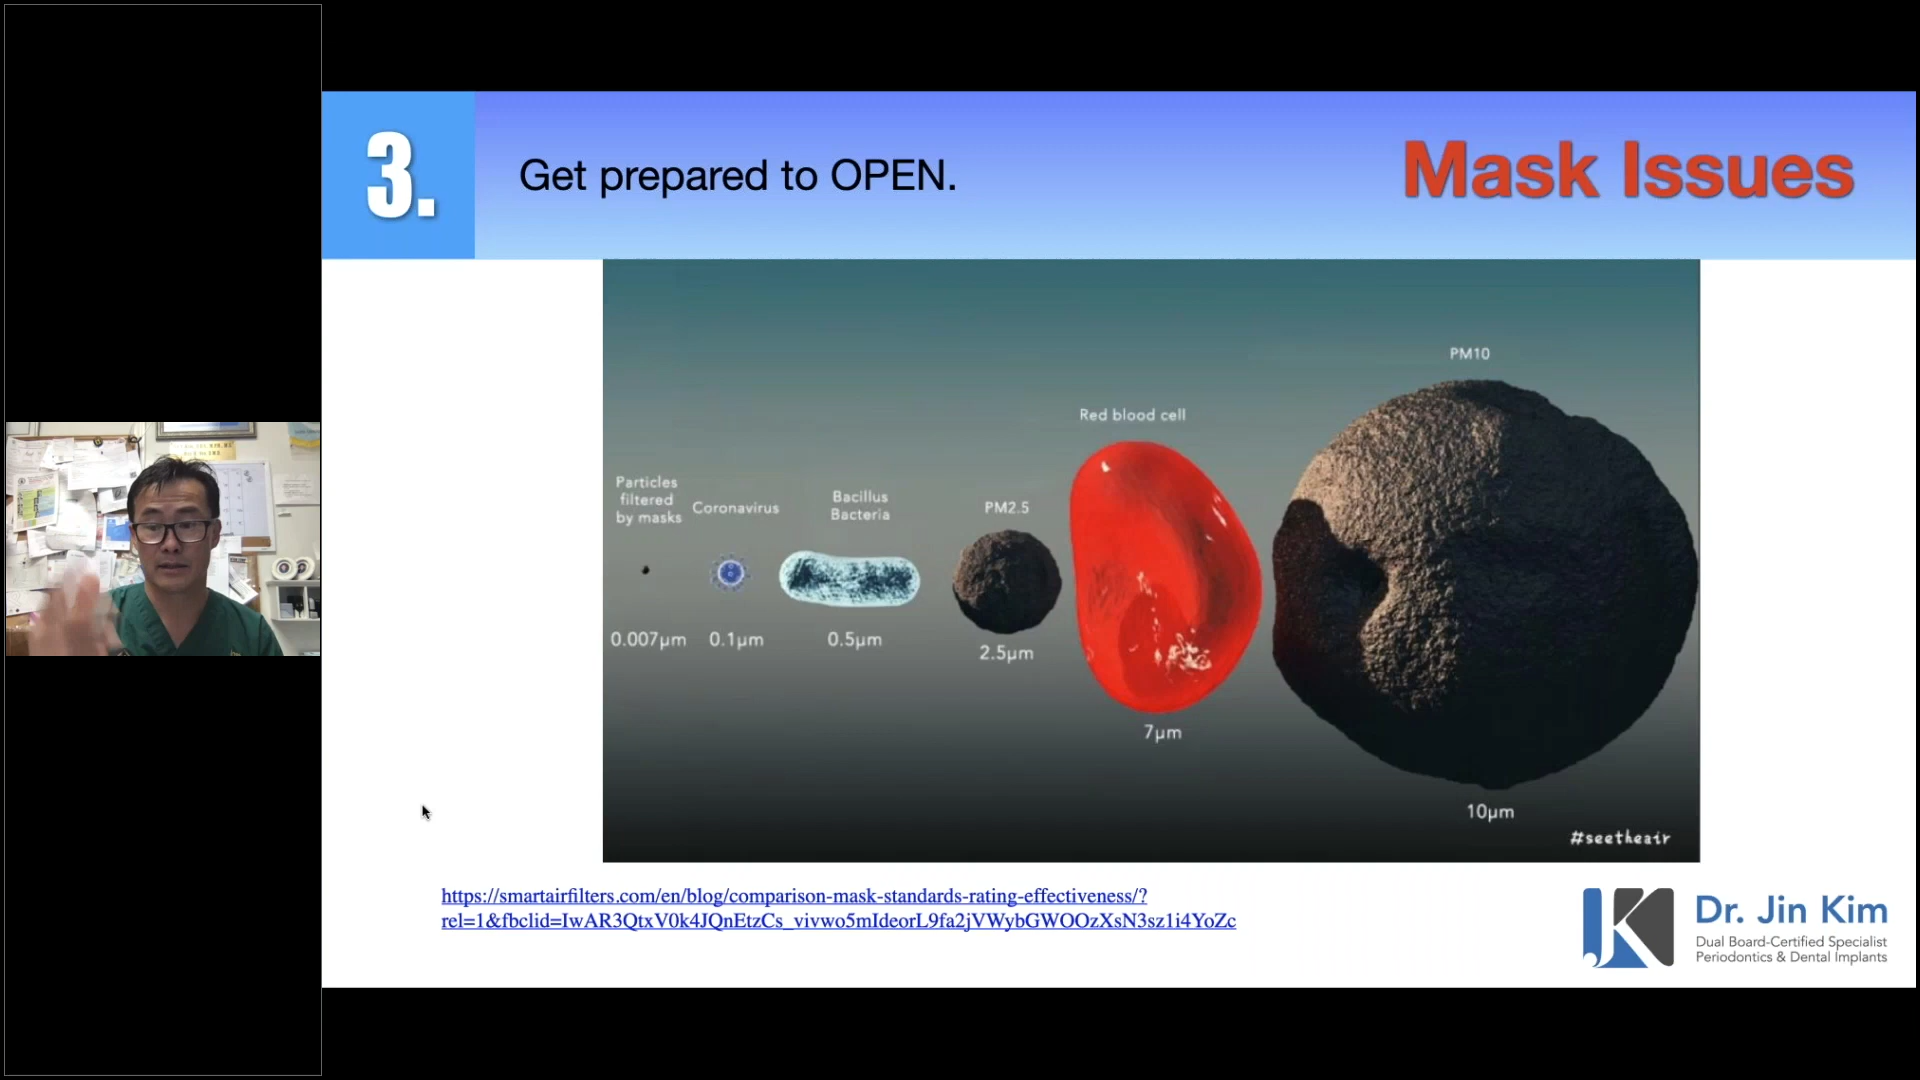 3.
Get prepared to OPEN.
Mask Issues
PM10
Red blood cell
Particles
filtered
by masks
Coronavirus
Bacillus
Bacteria
PM2.5
0.007µm
0.1µm
0.5µm
2.5µm
7µm
10µm
#seetheair
https://smartairfilters.com/en/blog/comparison-mask-standards-rating-effectiveness/?
rel=1&fbclid=IwAR3QtxV0k4JQnEtzCs_vivwo5mIdeorL9fa2jVWybGWOOzXsN3sz1i4YoZc
JK
Dr. Jin Kim
Dual Board-Certified Specialist
Periodontics & Dental Implants